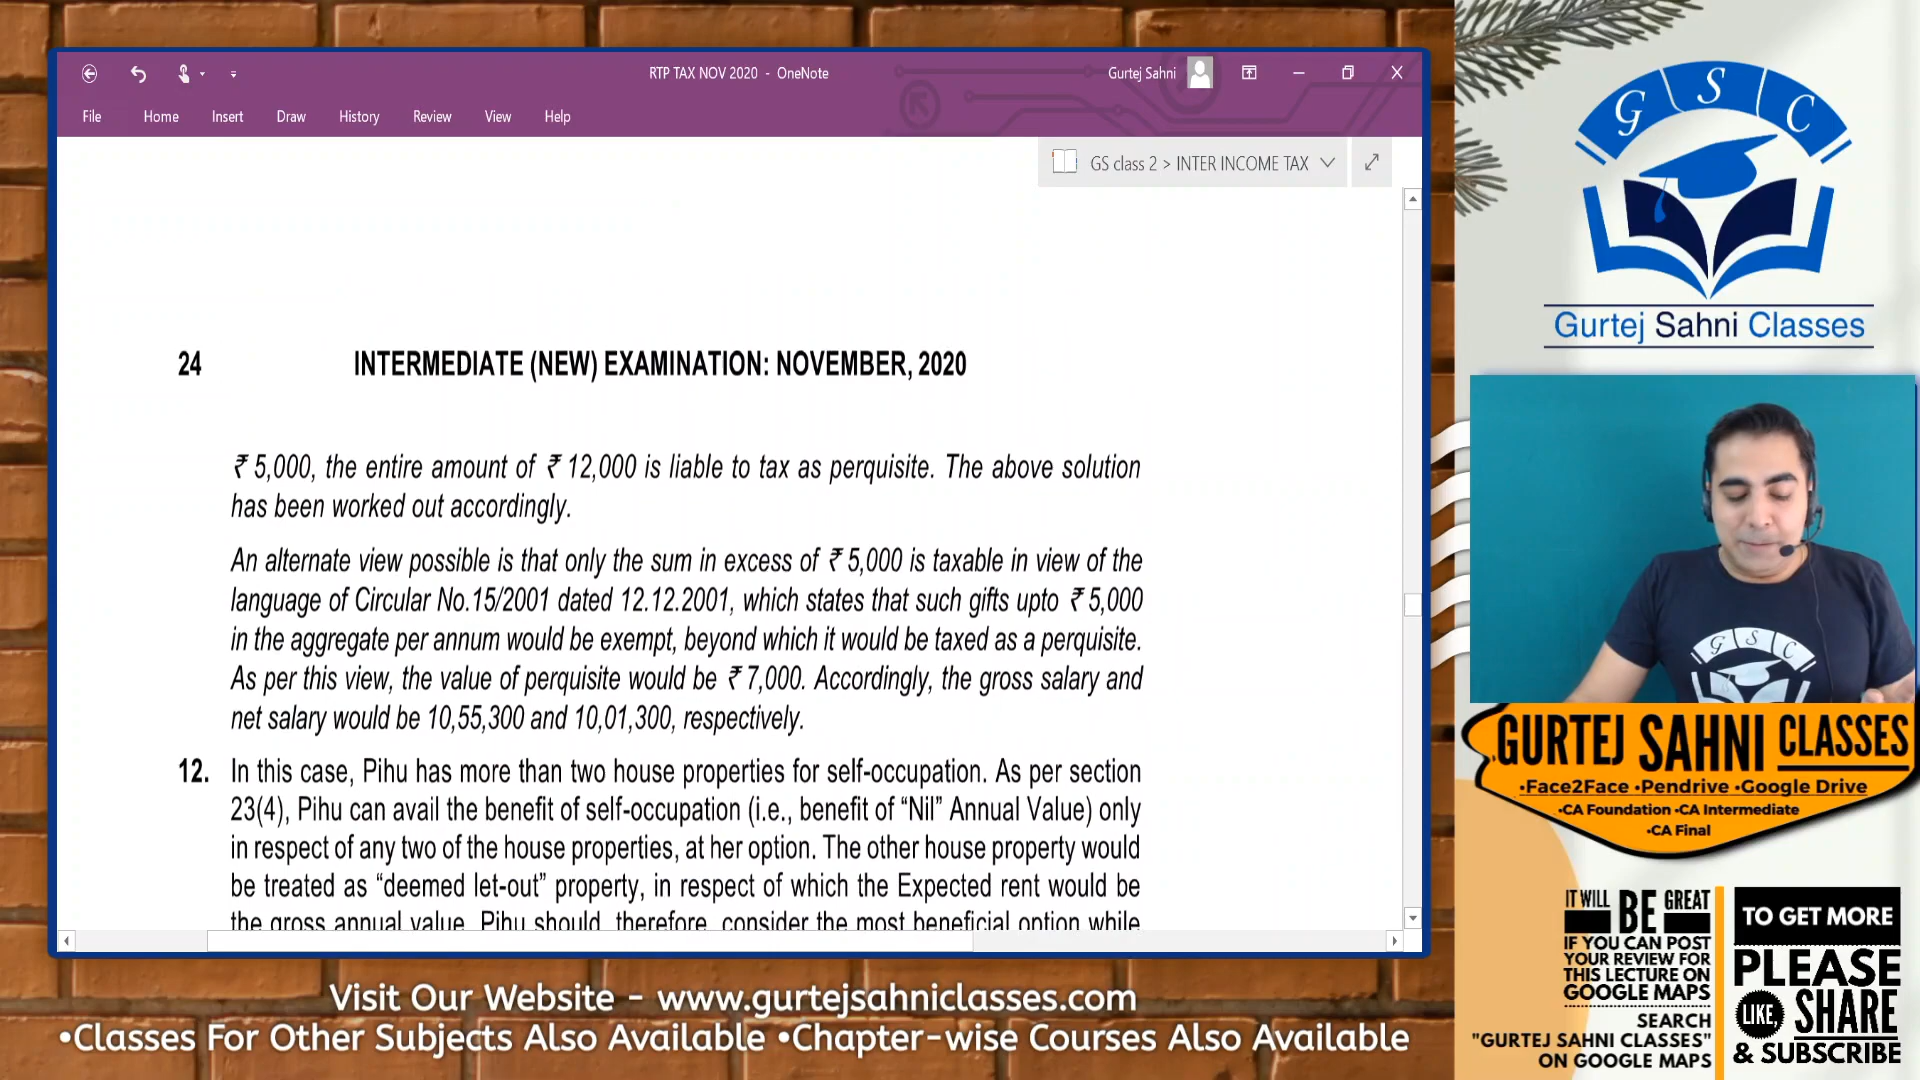 RTP TAX NOV 2020 - OneNote
Gurtej Sahni
File Home Insert Draw History Review View Help
GS class 2 > INTER INCOME TAX
24 INTERMEDIATE (NEW) EXAMINATION: NOVEMBER, 2020
₹ 5,000, the entire amount of ₹ 12,000 is liable to tax as perquisite. The above solution
has been worked out accordingly.
An alternate view possible is that only the sum in excess of ₹ 5,000 is taxable in view of the
language of Circular No.15/2001 dated 12.12.2001, which states that such gifts upto ₹ 5,000
in the aggregate per annum would be exempt, beyond which it would be taxed as a perquisite.
As per this view, the value of perquisite would be ₹ 7,000. Accordingly, the gross salary and
net salary would be 10,55,300 and 10,01,300, respectively.
12. In this case, Pihu has more than two house properties for self-occupation. As per section
23(4), Pihu can avail the benefit of self-occupation (i.e., benefit of “Nil” Annual Value) only
in respect of any two of the house properties, at her option. The other house property would
be treated as “deemed let-out” property, in respect of which the Expected rent would be
the gross annual value. Pihu should, therefore, consider the most beneficial option while
G S C
Gurtej Sahni Classes
G S C
GURTEJ SAHNI CLASSES
•Face2Face •Pendrive •Google Drive
•CA Foundation •CA Intermediate
•CA Final
IT WILL BE GREAT
IF YOU CAN POST
YOUR REVIEW FOR
THIS LECTURE ON
GOOGLE MAPS
SEARCH
"GURTEJ SAHNI CLASSES"
ON GOOGLE MAPS
TO GET MORE
PLEASE
LIKE, SHARE
& SUBSCRIBE
Visit Our Website - www.gurtejsahniclasses.com
•Classes For Other Subjects Also Available •Chapter-wise Courses Also Available